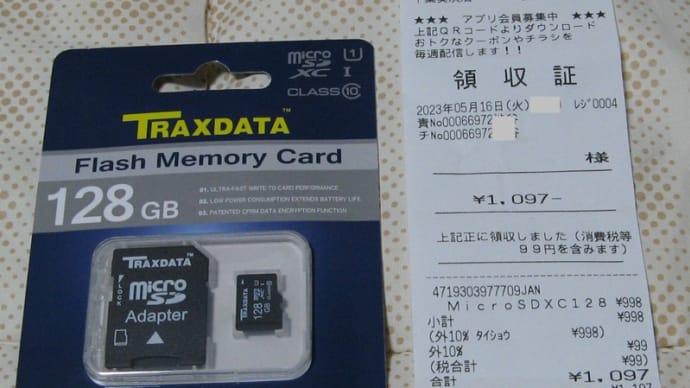 micro SD XC I U1
CLASS 10
TRAXDATA™
Flash Memory Card
128 GB
01. ULTRA-FAST WRITE-TO-CARD PERFORMANCE
02. LOW POWER CONSUMPTION EXTENDS BATTERY LIFE
03. PATENTED CPRM DATA ENCRYPTION FUNCTION
TRAXDATA
LOCK
micro SD
Adapter
TRAXDATA
128 GB
★★★ アプリ会員募集中 ★★★
上記QRコードよりダウンロード
おトクなクーポンやチラシを
毎週配信します!!
領収証
2023年05月16日(火) レジ0004
責No00066972
チNo00066972
様
¥1,097-
上記正に領収しました(消費税等
99円を含みます)
4719303977709JAN
MicroSDXC128 ¥998
小計 ¥998
(外10% タイショウ ¥998)
外10% ¥99
(税合計 ¥99)
合計 ¥1,097